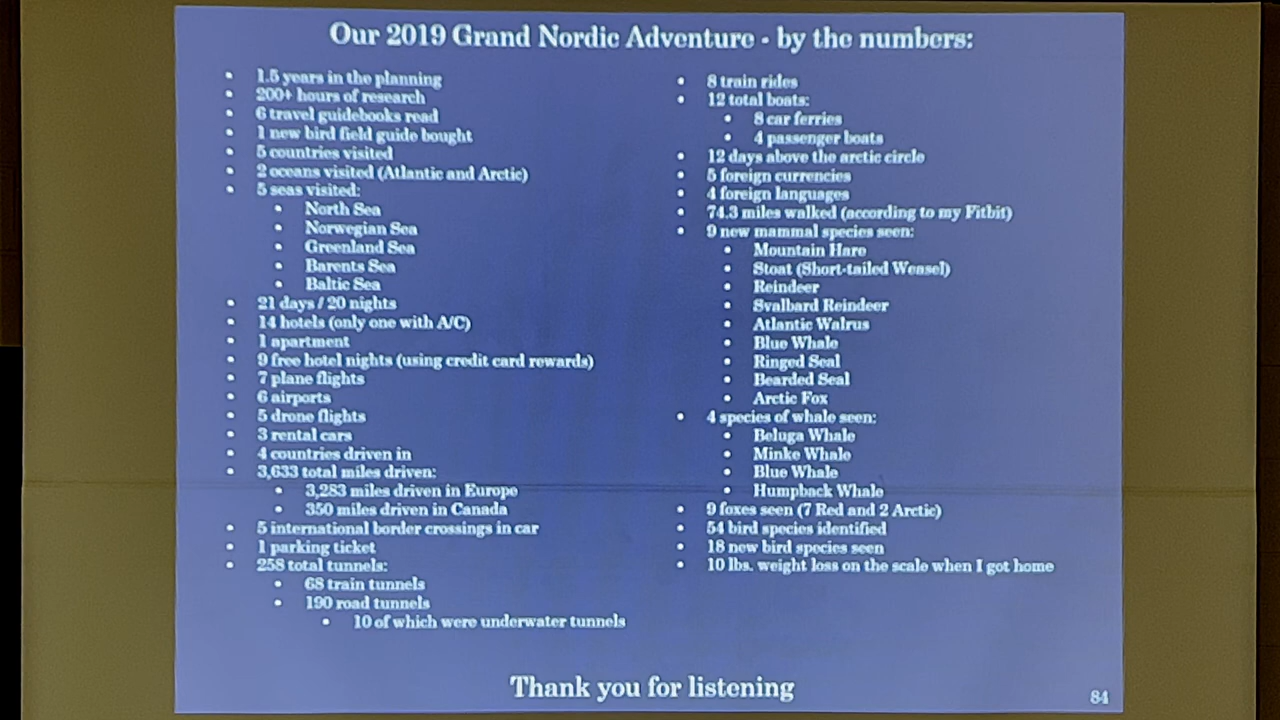 Our 2019 Grand Nordic Adventure - by the numbers:
• 1.5 years in the planning
• 200+ hours of research
• 6 travel guidebooks read
• 1 new bird field guide bought
• 5 countries visited
• 2 oceans visited (Atlantic and Arctic)
• 5 seas visited:
• North Sea
• Norwegian Sea
• Greenland Sea
• Barents Sea
• Baltic Sea
• 21 days / 20 nights
• 14 hotels (only one with A/C)
• 1 apartment
• 9 free hotel nights (using credit card rewards)
• 7 plane flights
• 6 airports
• 5 drone flights
• 3 rental cars
• 4 countries driven in
• 3,633 total miles driven:
• 3,283 miles driven in Europe
• 350 miles driven in Canada
• 5 international border crossings in car
• 1 parking ticket
• 258 total tunnels:
• 68 train tunnels
• 190 road tunnels
• 10 of which were underwater tunnels
• 8 train rides
• 12 total boats:
• 8 car ferries
• 4 passenger boats
• 12 days above the arctic circle
• 5 foreign currencies
• 4 foreign languages
• 74.3 miles walked (according to my Fitbit)
• 9 new mammal species seen:
• Mountain Hare
• Stoat (Short-tailed Weasel)
• Reindeer
• Svalbard Reindeer
• Atlantic Walrus
• Blue Whale
• Ringed Seal
• Bearded Seal
• Arctic Fox
• 4 species of whale seen:
• Beluga Whale
• Minke Whale
• Blue Whale
• Humpback Whale
• 9 foxes seen (7 Red and 2 Arctic)
• 54 bird species identified
• 18 new bird species seen
• 10 lbs. weight loss on the scale when I got home
Thank you for listening
84